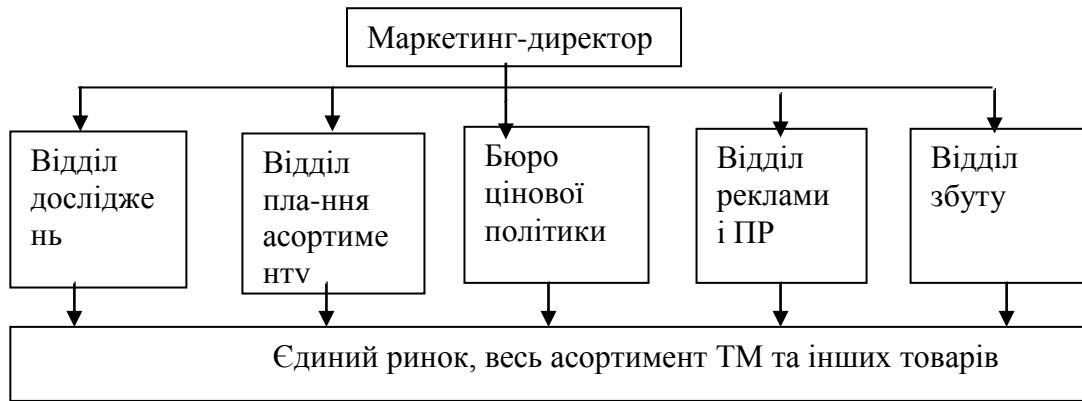 Маркетинг-директор
Відділ
дослідже
нь
Відділ
пла-ння
асортиме
нту
Бюро
цінової
політики
Відділ
реклами
і ПР
Відділ
збуту
Єдиний ринок, весь асортимент ТМ та інших товарів